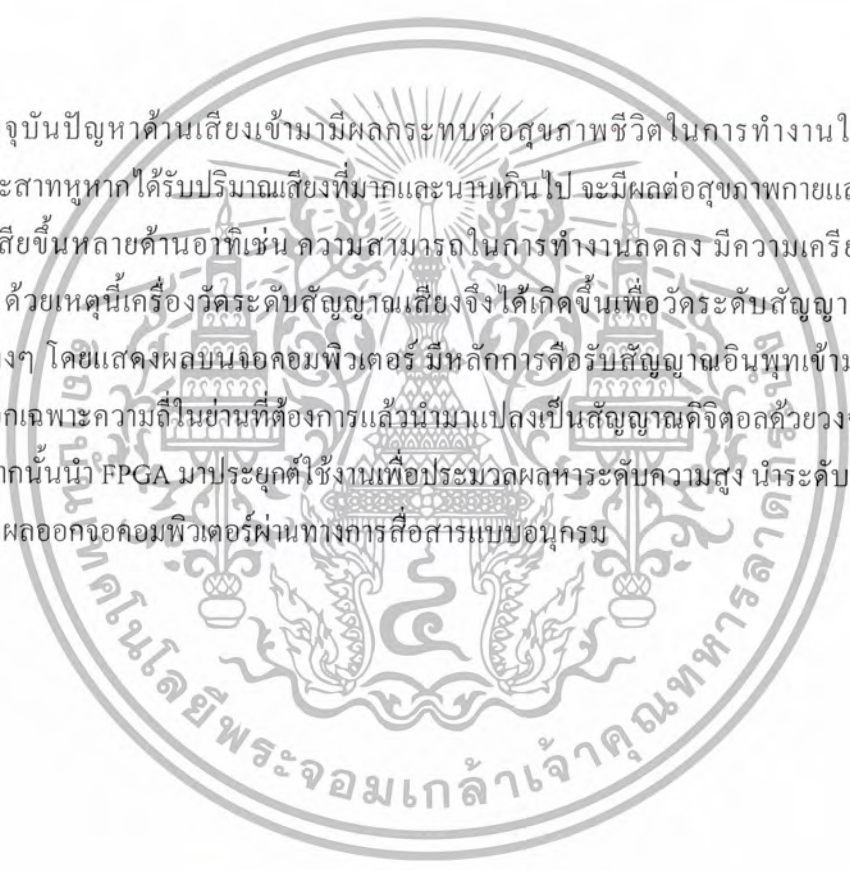 จุบันปัญหาด้านเสียงเข้ามามีผลกระทบต่อสุขภาพชีวิตในการทำงานใ
ะสาทหูหากได้รับปริมาณเสียงที่มากและนานเกินไป จะมีผลต่อสุขภาพกายแล
สียขึ้นหลายด้านอาทิเช่น ความสามารถในการทำงานลดลง มีความเครีย
ด้วยเหตุนี้เครื่องวัดระดับสัญญาณเสียงจึงได้เกิดขึ้นเพื่อวัดระดับสัญญา
งๆ โดยแสดงผลบนจอคอมพิวเตอร์ มีหลักการคือรับสัญญาณอินพุทเข้าม
กเฉพาะความถี่ในย่านที่ต้องการแล้วนำมาแปลงเป็นสัญญาณดิจิตอลด้วยวงจ
ากนั้นนำ FPGA มาประยุกต์ใช้งานเพื่อประมวลผลหาระดับความสูง นำระดับ
ผลออกจอคอมพิวเตอร์ผ่านทางการสื่อสารแบบอนุกรม
สถาบันเทคโนโลยีพระจอมเกล้าเจ้าคุณทหารลาดกระบัง